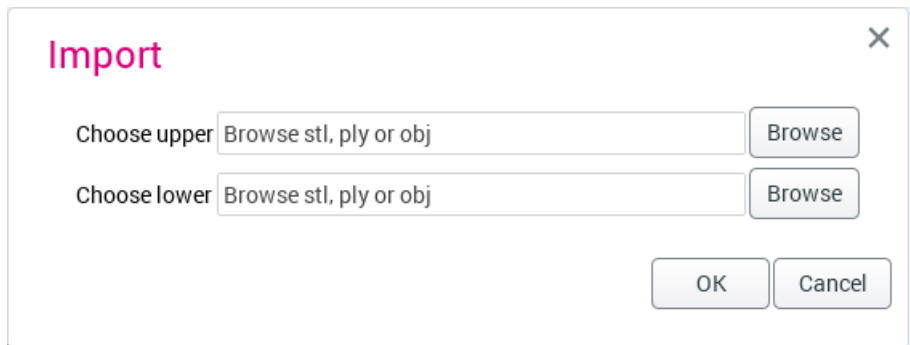 Import
Choose upper Browse stl, ply or obj Browse
Choose lower Browse stl, ply or obj Browse
OK Cancel